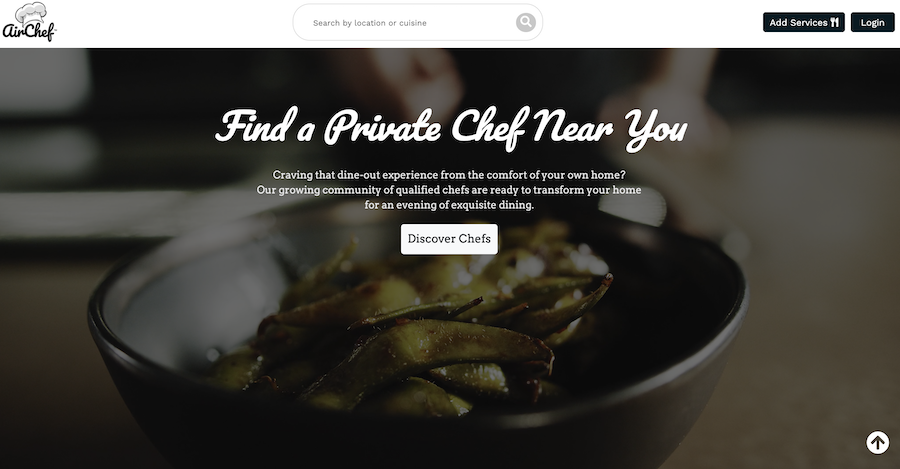 AirChef
Search by location or cuisine
Add Services
Login
Find a Private Chef Near You
Craving that dine-out experience from the comfort of your own home?
Our growing community of qualified chefs are ready to transform your home
for an evening of exquisite dining.
Discover Chefs